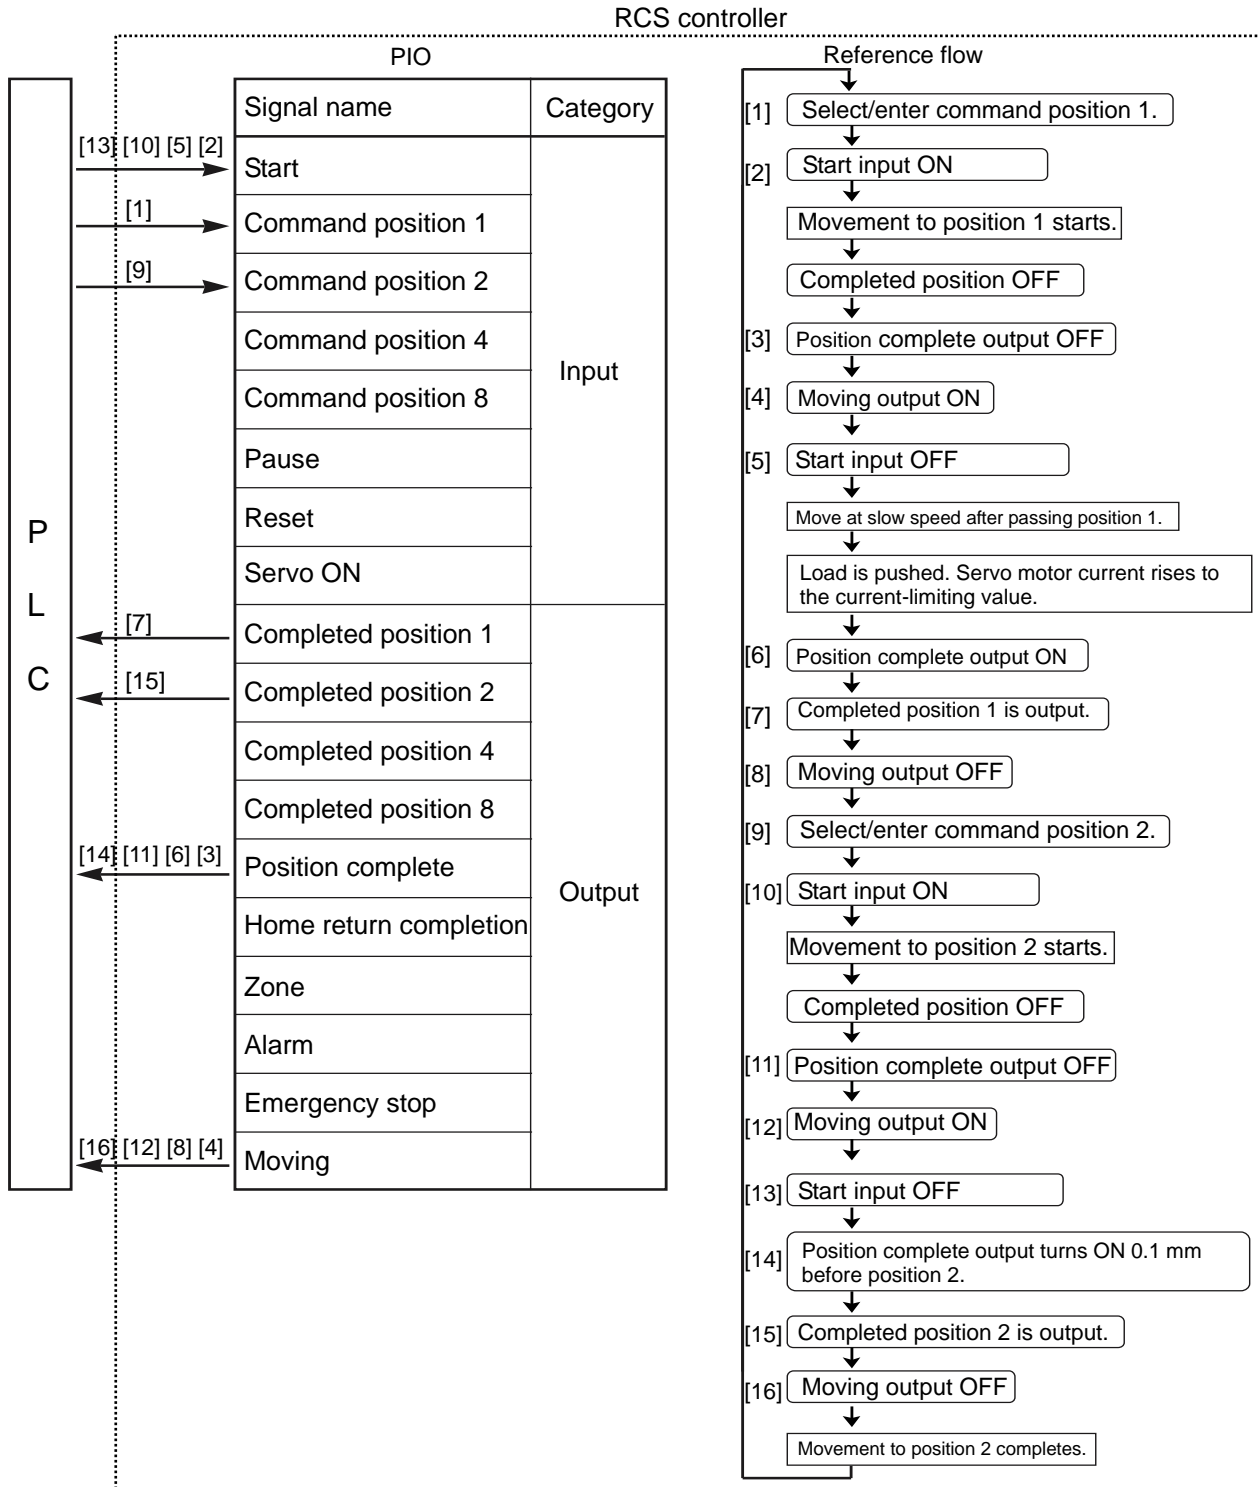 RCS controller
PIO
Signal name Category
[13] [10] [5] [2]
Start
[1]
Command position 1
[9]
Command position 2
Command position 4
Input
Command position 8
Pause
Reset
Servo ON
P
L
C
[7]
Completed position 1
[15]
Completed position 2
Completed position 4
Completed position 8
[14] [11] [6] [3]
Position complete
Output
Home return completion
Zone
Alarm
Emergency stop
[16] [12] [8] [4]
Moving
Reference flow
[1] Select/enter command position 1.
[2] Start input ON
Movement to position 1 starts.
Completed position OFF
[3] Position complete output OFF
[4] Moving output ON
[5] Start input OFF
Move at slow speed after passing position 1.
Load is pushed. Servo motor current rises to
the current-limiting value.
[6] Position complete output ON
[7] Completed position 1 is output.
[8] Moving output OFF
[9] Select/enter command position 2.
[10] Start input ON
Movement to position 2 starts.
Completed position OFF
[11] Position complete output OFF
[12] Moving output ON
[13] Start input OFF
[14] Position complete output turns ON 0.1 mm
before position 2.
[15] Completed position 2 is output.
[16] Moving output OFF
Movement to position 2 completes.